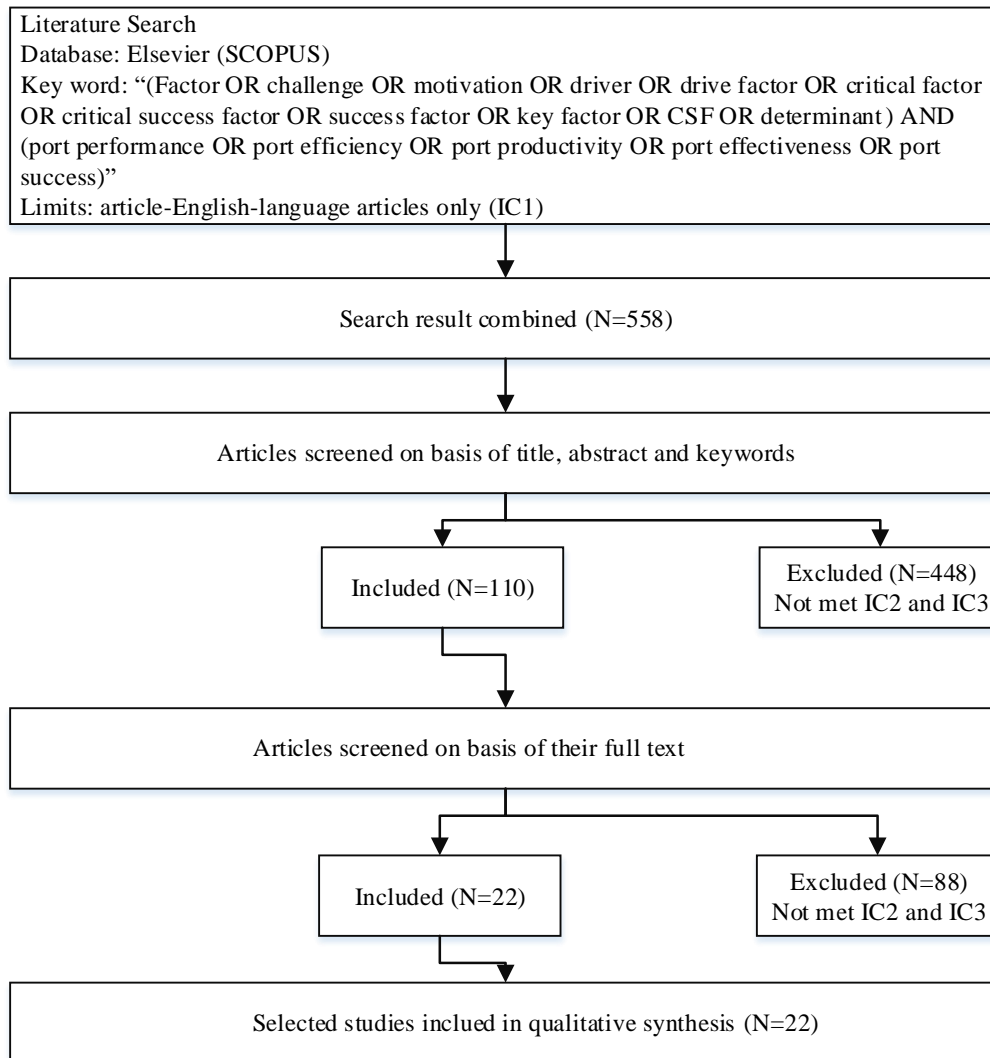 Literature Search
Database: Elsevier (SCOPUS)
Key word: “(Factor OR challenge OR motivation OR driver OR drive factor OR critical factor
OR critical success factor OR success factor OR key factor OR CSF OR determinant) AND
(port performance OR port efficiency OR port productivity OR port effectiveness OR port
success)”
Limits: article-English-language articles only (IC1)
Search result combined (N=558)
Articles screened on basis of title, abstract and keywords
Included (N=110)
Excluded (N=448)
Not met IC2 and IC3
Articles screened on basis of their full text
Included (N=22)
Excluded (N=88)
Not met IC2 and IC3
Selected studies inclued in qualitative synthesis (N=22)